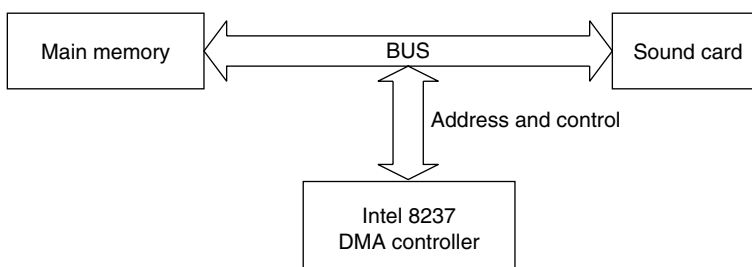 Main memory
BUS
Sound card
Address and control
Intel 8237
DMA controller